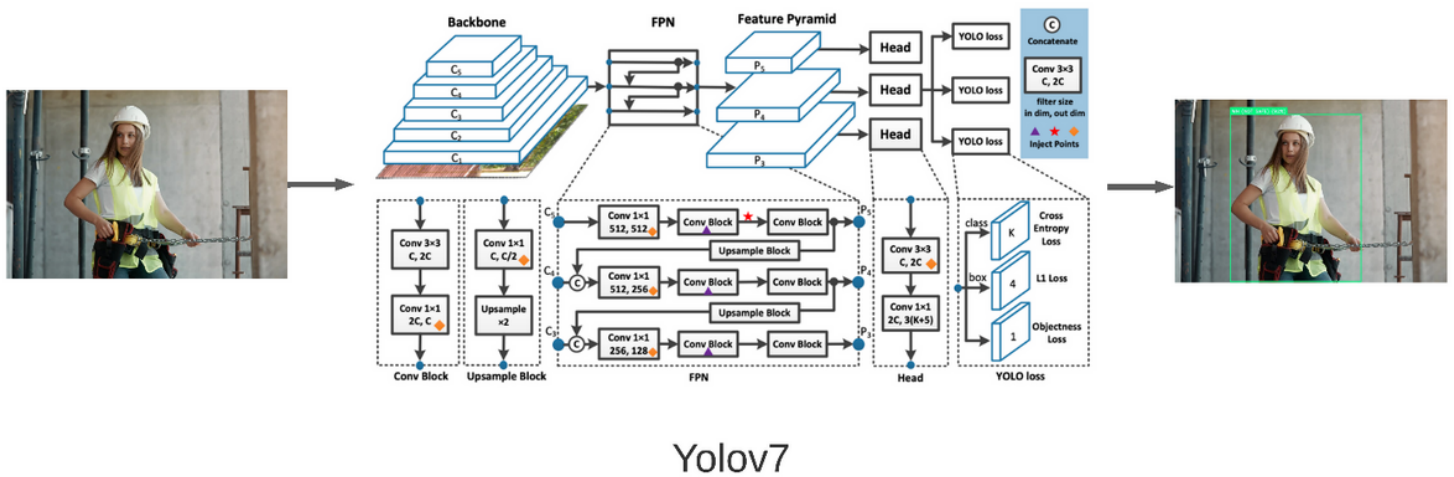 Backbone
FPN
Feature Pyramid
C5
C4
C3
C2
C1
P5
P4
P3
Head
Head
Head
YOLO loss
YOLO loss
YOLO loss
C
Concatenate
Conv 3×3
C, 2C
filter size
in dim, out dim
Inject Points
Conv 3×3
C, 2C
Conv 1×1
2C, C
Conv Block
Conv 1×1
C, C/2
Upsample
×2
Upsample Block
C5
Conv 1×1
512, 512
Conv Block
Conv Block
P5
Upsample Block
C4
C
Conv 1×1
512, 256
Conv Block
Conv Block
P4
Upsample Block
C3
C
Conv 1×1
256, 128
Conv Block
Conv Block
P3
FPN
Conv 3×3
C, 2C
Conv 1×1
2C, 3(K+5)
Head
class
K
Cross
Entropy
Loss
box
4
L1 Loss
1
Objectness
Loss
YOLO loss
Yolov7